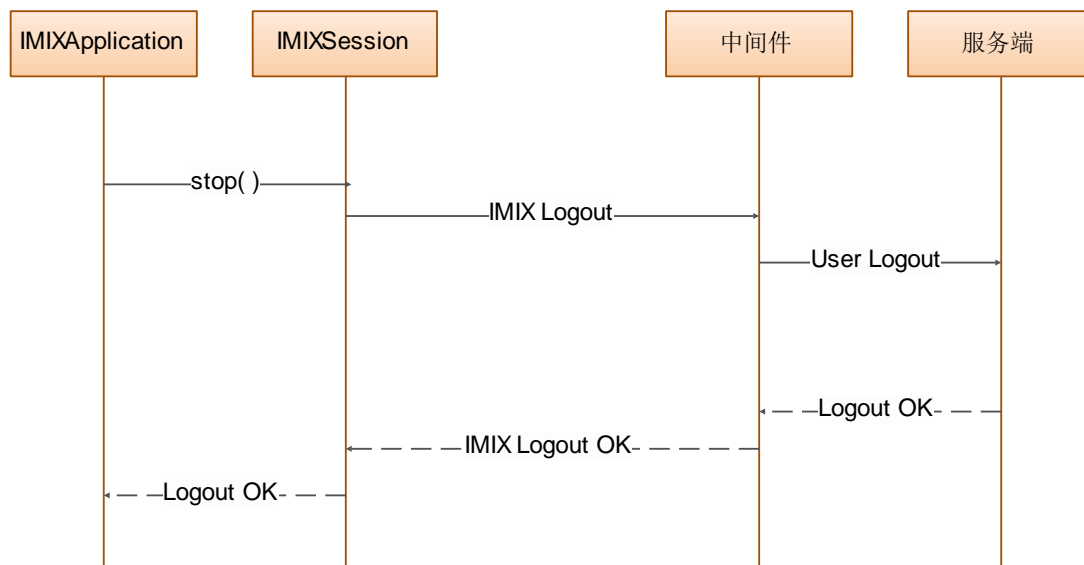 IMIXApplication
IMIXSession
中间件
服务端
stop( )
IMIX Logout
User Logout
Logout OK
IMIX Logout OK
Logout OK